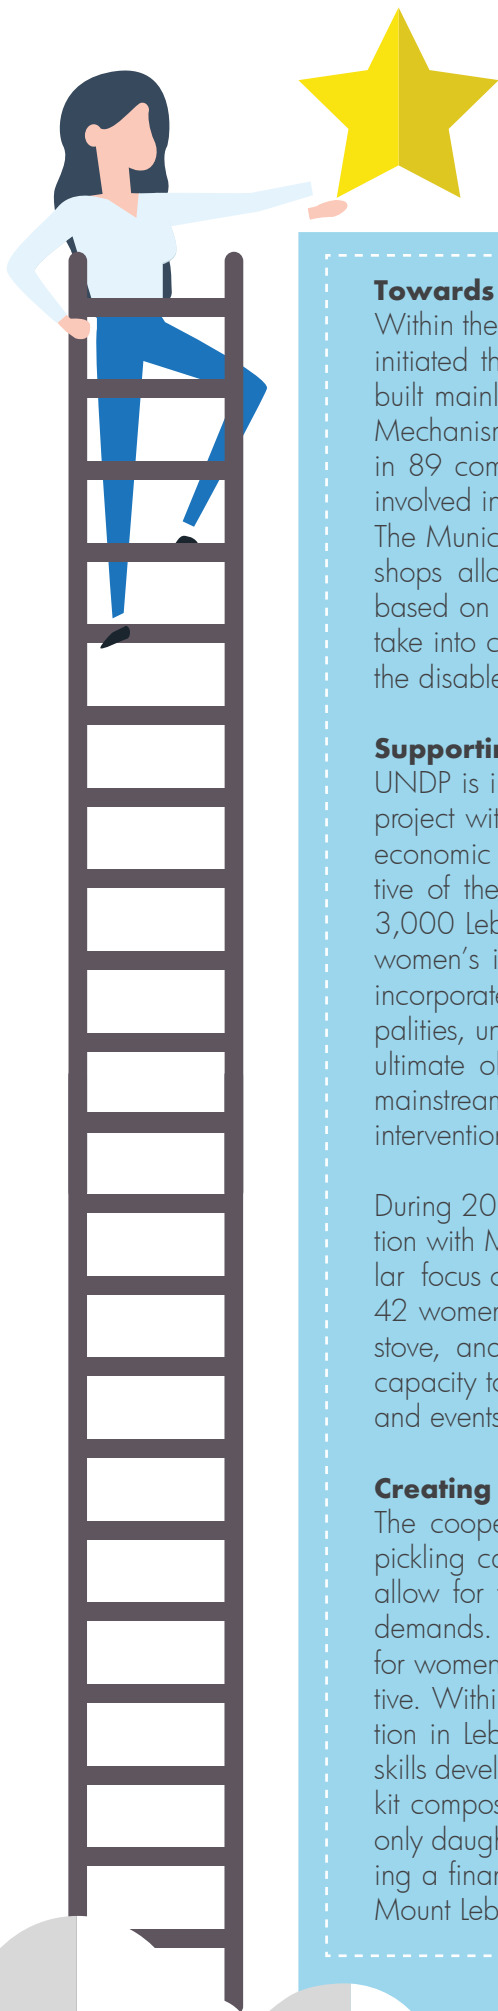 Towards
Within the
initiated th
built mainl
Mechanism
in 89 com
involved in
The Munic
shops allo
based on
take into c
the disable
Supportin
UNDP is i
project wit
economic
tive of the
3,000 Leb
women's i
incorporate
palities, un
ultimate
mainstream
intervention
During 20
tion with M
lar focus o
42 women
stove, and
capacity to
and events
Creating
The coope
pickling co
allow for
demands.
for women
tive. Withi
tion in Leb
skills devel
kit compos
only daugh
ing a finan
Mount Leb